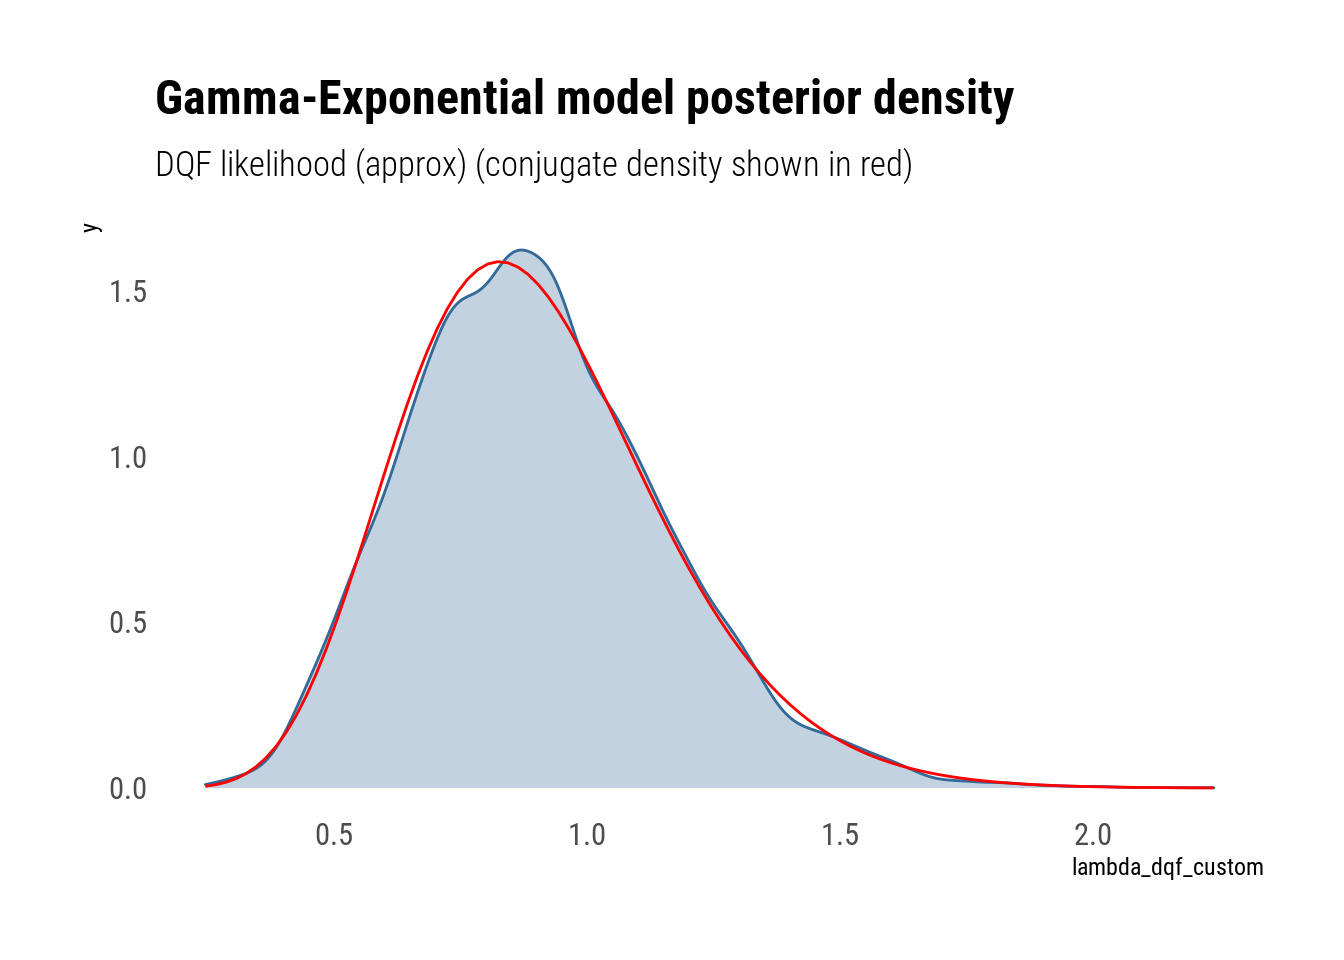 Gamma-Exponential model posterior density
DQF likelihood (approx) (conjugate density shown in red)
y
1.5
1.0
0.5
0.0
0.5 1.0 1.5 2.0
lambda_dqf_custom